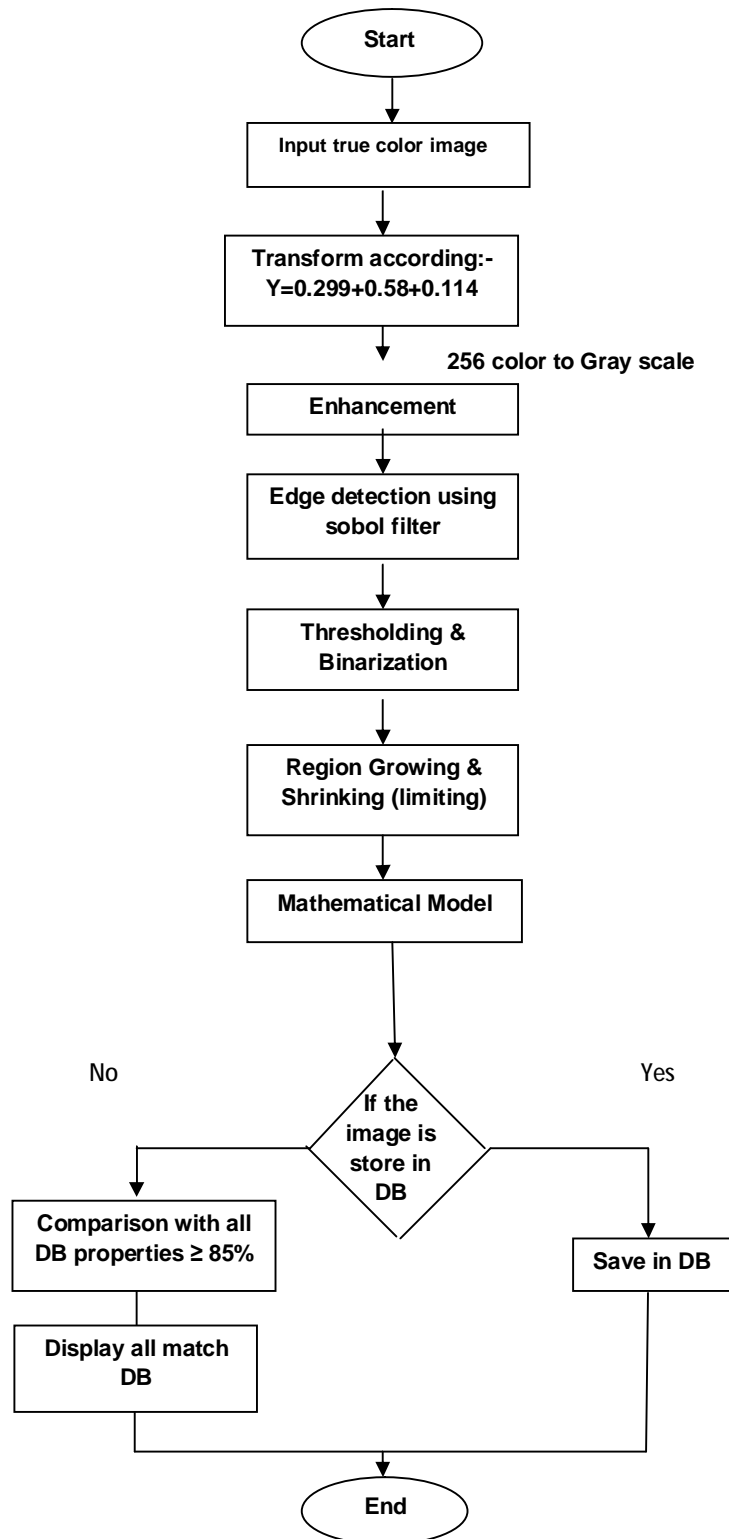 Start
Input true color image
Transform according:-
Y=0.299+0.58+0.114
256 color to Gray scale
Enhancement
Edge detection using
sobol filter
Thresholding &
Binarization
Region Growing &
Shrinking (limiting)
Mathematical Model
No
Yes
If the
image is
store in
DB
Comparison with all
DB properties ≥ 85%
Save in DB
Display all match
DB
End